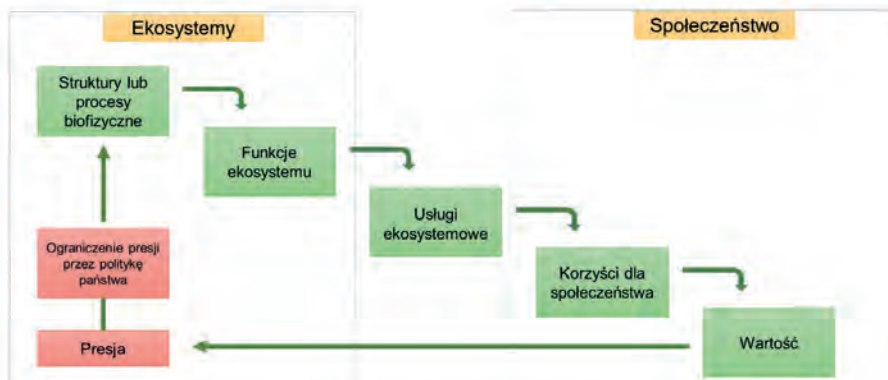 Ekosystemy
Społeczeństwo
Struktury lub
procesy
biofizyczne
Funkcje
ekosystemu
Usługi
ekosystemowe
Korzyści dla
społeczeństwa
Wartość
Ograniczenie presji
przez politykę
państwa
Presja